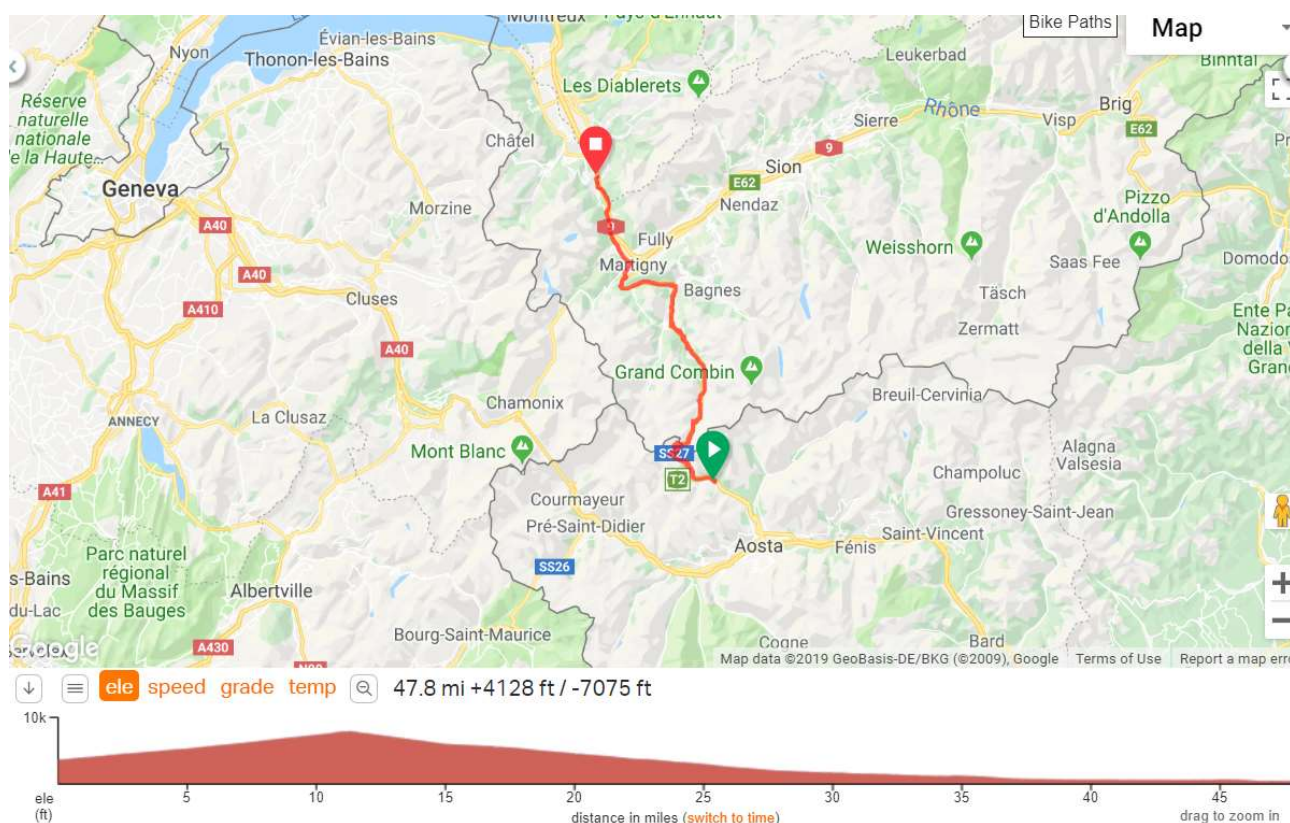 Montreux
Bike Paths
Map
Nyon
Évian-les-Bains
Thonon-les-Bains
Leukerbad
Binntal
Les Diablerets
Réserve
naturelle
nationale
de la Haute...
Châtel
Rhône
Brig
Sierre
Visp
E62
Sion
9
Geneva
E62
Nendaz
Pizzo
d'Andolla
A40
Morzine
9
Fully
Weisshorn
Saas Fee
Martigny
Domodos
A40
Bagnes
Täsch
A410
Cluses
Zermatt
A40
Grand Combin
Breuil-Cervinia
Chamonix
La Clusaz
ANNECY
Mont Blanc
SS27
Alagna
Valsesia
Champoluc
T2
A41
Courmayeur
Gressoney-Saint-Jean
Pré-Saint-Didier
Saint-Vincent
Aosta
Fénis
Parc naturel
régional
du Massif
des Bauges
SS26
s-Bains
Albertville
du-Lac
Bourg-Saint-Maurice
Bard
Cogne
A430
Google
Map data ©2019 GeoBasis-DE/BKG (©2009), Google Terms of Use Report a map erro
ele speed grade temp 47.8 mi +4128 ft / -7075 ft
10k
5 10 15 20 25 30 35 40 45
ele
(ft)
distance in miles (switch to time)
drag to zoom in